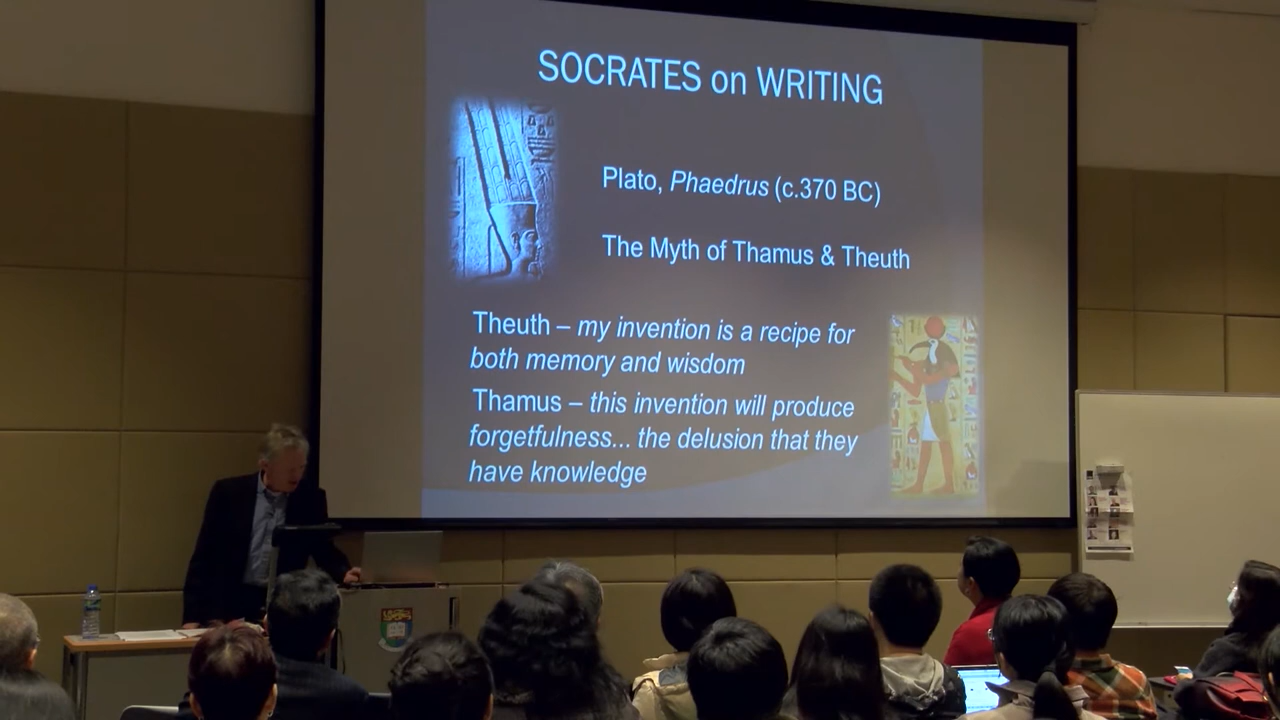 SOCRATES on WRITING
Plato, Phaedrus (c.370 BC)
The Myth of Thamus & Theuth
Theuth – my invention is a recipe for
both memory and wisdom
Thamus – this invention will produce
forgetfulness... the delusion that they
have knowledge